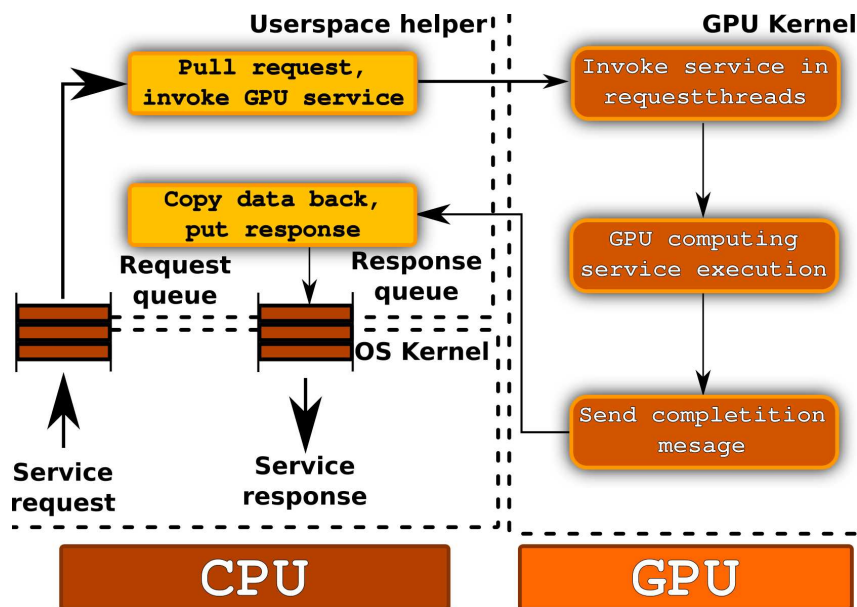 Userspace helper
GPU Kernel
Pull request,
invoke GPU service
Invoke service in
requestthreads
Copy data back,
put response
GPU computing
service execution
Request
queue
Response
queue
OS Kernel
Send completition
mesage
Service
request
Service
response
CPU
GPU